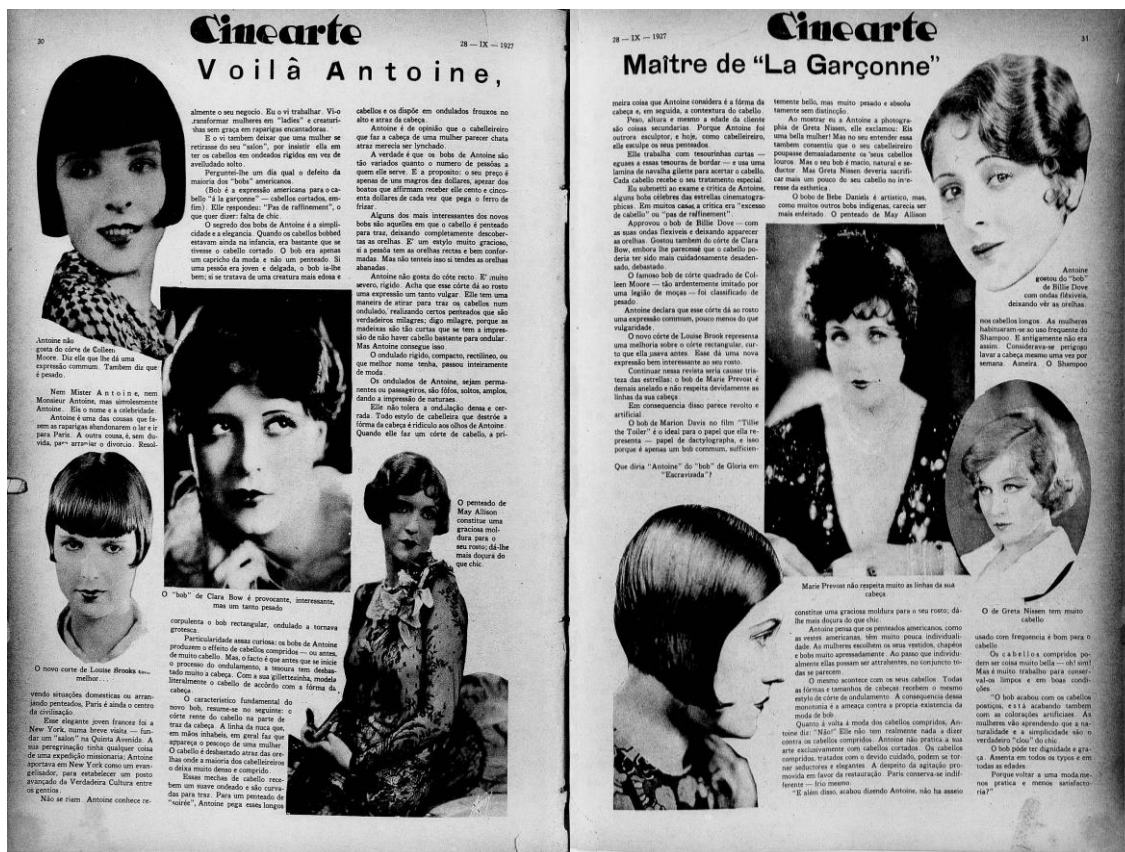 30
Cinearte
28 — IX — 1927
Voilâ Antoine,
Antoine não
gosta do córte de Colleen
Moore. Diz elle que lhe dá uma
expressão commum. Tambem diz que
é pesado.
Nem Mister Antoine, nem
Monsieur Antoine, mas simplesmente
Antoine. Eis o nome e a celebridade.
Antoine é uma das cousas que fa-
zem as raparigas abandonarem o lar e ir
para Paris. A outra cousa, é, sem du-
vida, para arranjar o divorcio. Resol-
O novo corte de Louise Brooks
melhor...
vendo situações domesticas ou arran-
jando penteados, Paris é ainda o centro
da civilisação.
Esse elegante joven francez foi a
New York, numa breve visita — fun-
dar um "salon" na Quinta Avenida. A
sua peregrinação tinha qualquer coisa
de uma expedição missionaria; Antoine
aportava em New York como um evan-
gelisador, para estabelecer um posto
avançado da Verdadeira Cultura entre
os gentios.
Não se riam. Antoine conhece re-
almente o seu negocio. Eu o vi trabalhar. Vi-o
transformar mulheres em "ladies" e creaturi-
nhas sem graça em raparigas encantadoras.
E o vi tambem deixar que uma mulher se
retirasse do seu "salon", por insistir ella em
ter os cabellos em ondeados rigidos em vez de
avelludado solto.
Perguntei-lhe um dia qual o defeito da
maioria dos "bobs" americanos.
(Bob é a expressão americana para o ca-
bello "á la garçonne" — cabellos cortados, em-
fim). Elle respondeu: "Pas de raffinement", o
que quer dizer: falta de chic.
O segredo dos bobs de Antoine é a simpli-
cidade e a elegancia. Quando os cabellos bobbed
estavam ainda na infancia, era bastante que se
tivesse o cabello cortado. O bob era apenas
um capricho da moda, e não um penteado. Si
uma pessôa era joven e delgada, o bob ia-lhe
bem; si se tratava de uma creatura mais edosa e
O "bob" de Clara Bow é provocante, interessante,
mas um tanto pesado
corpulenta o bob rectangular, ondulado a tornava
grotesca.
Particularidade assas curiosa: os bobs de Antoine
produzem o effeito de cabellos compridos — ou antes,
de muito cabello. Mas, o facto é que antes que se inicie
o processo do ondulamento, a tesoura tem desbas-
tado muito a cabeça. Com a sua gillettezinha, modela
literalmente o cabello de accôrdo com a fórma da
cabeça.
O caracteristico fundamental do
novo bob, resume-se no seguinte: o
córte rente do cabello na parte de
traz da cabeça. A linha da nuca que,
em mãos inhabeis, em geral faz que
appareça o pescoço de uma mulher.
O cabello é desbastado atraz das ore-
lhas onde a maioria dos cabelleireiros
o deixa muito denso e comprido.
Essas mechas de cabello rece-
bem um suave ondeado e são curva-
das para traz. Para um penteado de
"soirée", Antoine pega esses longos
cabellos e os dispõe em ondulados frouxos no
alto e atraz da cabeça.
Antoine é de opinião que o cabelleireiro
que faz a cabeça de uma mulher parecer chata
atraz merecia ser lynchado.
A verdade é que os bobs de Antoine são
tão variados quanto o numero de pessôas a
quem elle serve. E a proposito: o seu preço é
apenas de uns magros dez dollares, apezar dos
boatos que affirmam receber elle cento e cinco-
enta dollares de cada vez que pega o ferro de
frizar.
Alguns dos mais interessantes dos novos
bobs são aquelles em que o cabello é penteado
para traz, deixando completamente descober-
tas as orelhas. E' um estylo muito gracioso,
si a pessôa tem as orelhas rectas e bem confor-
madas. Mas não tenteis isso si tendes as orelhas
abanadas.
Antoine não gosta do côrte recto. E' muito
severo, rigido. Acha que esse côrte dá ao rosto
uma expressão um tanto vulgar. Elle tem uma
maneira de atirar para traz os cabellos num
ondulado, realizando certos penteados que são
verdadeiros milagres; digo milagre, porque as
madeixas são tão curtas que se tem a impres-
são de não haver cabello bastante para ondular.
Mas Antoine consegue isso.
O ondulado rigido, compacto, rectilineo, ou
que melhor nome tenha, passou inteiramente
de moda.
Os ondulados de Antoine, sejam perma-
nentes ou passageiros, são fôfos, soltos, amplos,
dando a impressão de naturaes.
Elle não tolera a ondulação densa e cer-
rada. Todo estylo de cabelleira que destróe a
fórma da cabeça é ridiculo aos olhos de Antoine.
Quando elle faz um córte de cabello, a pri-
O penteado de
May Allison
constitue uma
graciosa mol-
dura para o
seu rosto; dá-lhe
mais doçura do
que chic.
28 — IX — 1927
Cinearte
31
Maître de "La Garçonne"
meira coisa que Antoine considera é a fórma da
cabeça e, em seguida, a contextura do cabello.
Peso, altura e mesmo a edade da cliente
são coisas secundarias. Porque Antoine foi
outrora esculptor, e hoje, como cabelleireiro,
elle esculpe os seus penteados.
Elle trabalha com tesourinhas curtas —
eguaes a essas tesouras de bordar — e usa uma
lamina de navalha gilette para acertar o cabello.
Cada cabello recebe o seu tratamento especial.
Eu submetti ao exame e critica de Antoine,
alguns bobs célebres das estrellas cinematogra-
phicas. Em muitos casos, a critica era "excesso
de cabello" ou "pas de raffinement".
Approvou o bob de Billie Dove — com
as suas ondas flexiveis e deixando apparecer
as orelhas. Gostou tambem do córte de Clara
Bow, embora lhe parecesse que o cabello po-
deria ter sido mais cuidadosamente desaden-
sado, debastado.
O famoso bob de córte quadrado de Col-
leen Moore — tão ardentemente imitado por
uma legião de moças — foi classificado de
pesado.
Antoine declara que esse côrte dá ao rosto
uma expressão commum, pouco menos do que
vulgaridade.
O novo córte de Louise Brook representa
uma melhoria sobre o córte rectangular, cur-
to que ella usava antes. Esse dá uma nova
expressão bem interessante ao seu rosto.
Continuar nessa revista seria causar tris-
teza das estrellas: o bob de Marie Prevost é
demais anelado e não respeita devidamente as
linhas da sua cabeça.
Em consequencia disso parece revolto e
artificial.
O bob de Marion Davis no film "Tillie
the Toiler" é o ideal para o papel que ella re-
presenta — papel de dactylographa, e isso
porque é apenas um bob commum, sufficien-
Que diria "Antoine" do "bob" de Gloria em
"Escravizada"?
temente bello, mas muito pesado e absolu-
tamente sem distincção.
Ao mostrar eu a Antoine a photogra-
phia de Greta Nissen, elle exclamou: Eis
uma bella mulher! Mas no seu entender essa
tambem consentiu que o seu cabelleireiro
poupasse demasiadamente os seus cabellos
louros. Mas o seu bob é macio, natural e se-
ductor. Mas Greta Nissen deveria sacrifi-
car mais um pouco do seu cabello no inte-
resse da esthetica.
O bobo de Bebe Daniels é artistico, mas,
como muitos outros bobs indigenas, carecia ser
mais enfeitado. O penteado de May Allison
Marie Prevost não respeita muito as linhas da sua
cabeça
constitue uma graciosa moldura para o seu rosto; dá-
lhe mais doçura do que chic.
Antoine pensa que os penteados americanos, como
as vestes americanas, têm muito pouca individuali-
dade. As mulheres escolhem os seus vestidos, chapéos
e bobs muito apressadamente. Ao passo que individu-
almente ellas possam ser attrahentes, no conjuncto to-
das se parecem.
O mesmo acontece com os seus cabellos. Todas
as fórmas e tamanhos de cabeças recebem o mesmo
estylo de côrte de ondulamento. A consequencia dessa
monotonia é a ameaça contra a propria existencia da
moda de bob.
Quanto á volta á moda dos cabellos compridos, An-
toine diz: "Não!" Elle não tem realmente nada a dizer
contra os cabellos compridos. Antoine não pratica a sua
arte exclusivamente com cabellos cortados. Os cabellos
compridos, tratados com o devido cuidado, podem se tor-
nar seductores e elegantes. A despeito da agitação pro-
movida em favor da restauração. Paris conserva-se indif-
ferente — frio mesmo.
"E além disso, acabou dizendo Antoine, não ha asseio
Antoine
gostou do "bob"
de Billie Dove
com ondas fléxiveis,
deixando vêr as orelhas.
nos cabellos longos. As mulheres
habituaram-se ao uso frequente do
Shampoo. E antigamente não era
assim. Considerava-se perigoso
lavar a cabeça mesmo uma vez por
semana. Asneira. O Shampoo
O de Greta Nissen tem muito
cabello
usado com frequencia é bom para o
cabello.
Os cabellos compridos po-
dem ser coisa muito bella — oh! sim!
Mas é muito trabalho para conser-
val-os limpos e em boas condi-
ções.
"O bob acabou com os cabellos
postiços, e está acabando tambem
com as colorações artificiaes. As
mulheres vão aprendendo que a na-
turalidade e a simplicidade são o
verdadeiro "clou" do chic.
O bob póde ter dignidade e gra-
ça. Assenta em todos os typos e em
todas as edades.
Porque voltar a uma moda me-
nos pratica e menos satisfacto-
ria?"